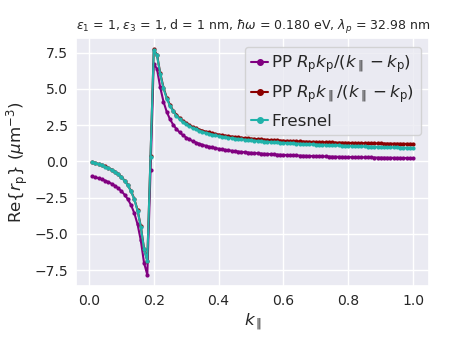 ε₁ = 1, ε₃ = 1, d = 1 nm, ℏω = 0.180 eV, λₚ = 32.98 nm
PP Rₚkₚ/(k∥ − kₚ)
PP Rₚk∥/(k∥ − kₚ)
Fresnel
Re{rₚ} (μm⁻³)
7.5
5.0
2.5
0.0
−2.5
−5.0
−7.5
0.0 0.2 0.4 0.6 0.8 1.0
k∥